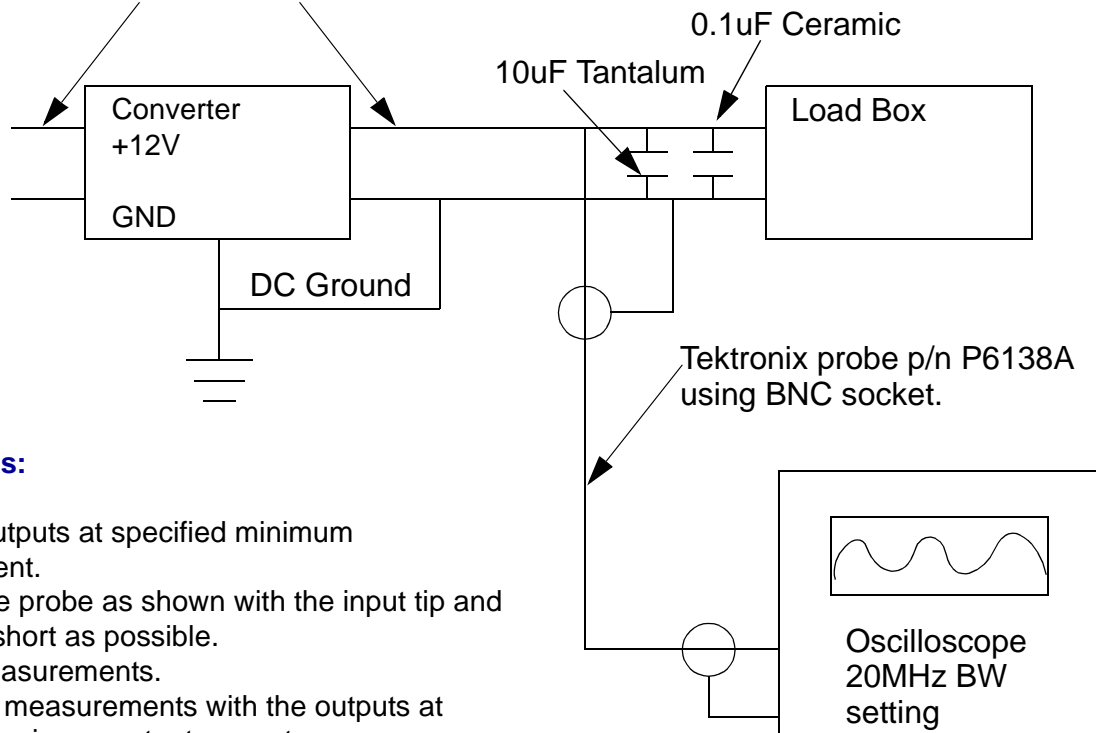 0.1uF Ceramic
10uF Tantalum
Converter
+12V
GND
Load Box
DC Ground
Tektronix probe p/n P6138A
using BNC socket.
s:
utputs at specified minimum
ent.
e probe as shown with the input tip and
short as possible.
asurements.
measurements with the outputs at
Oscilloscope
20MHz BW
setting